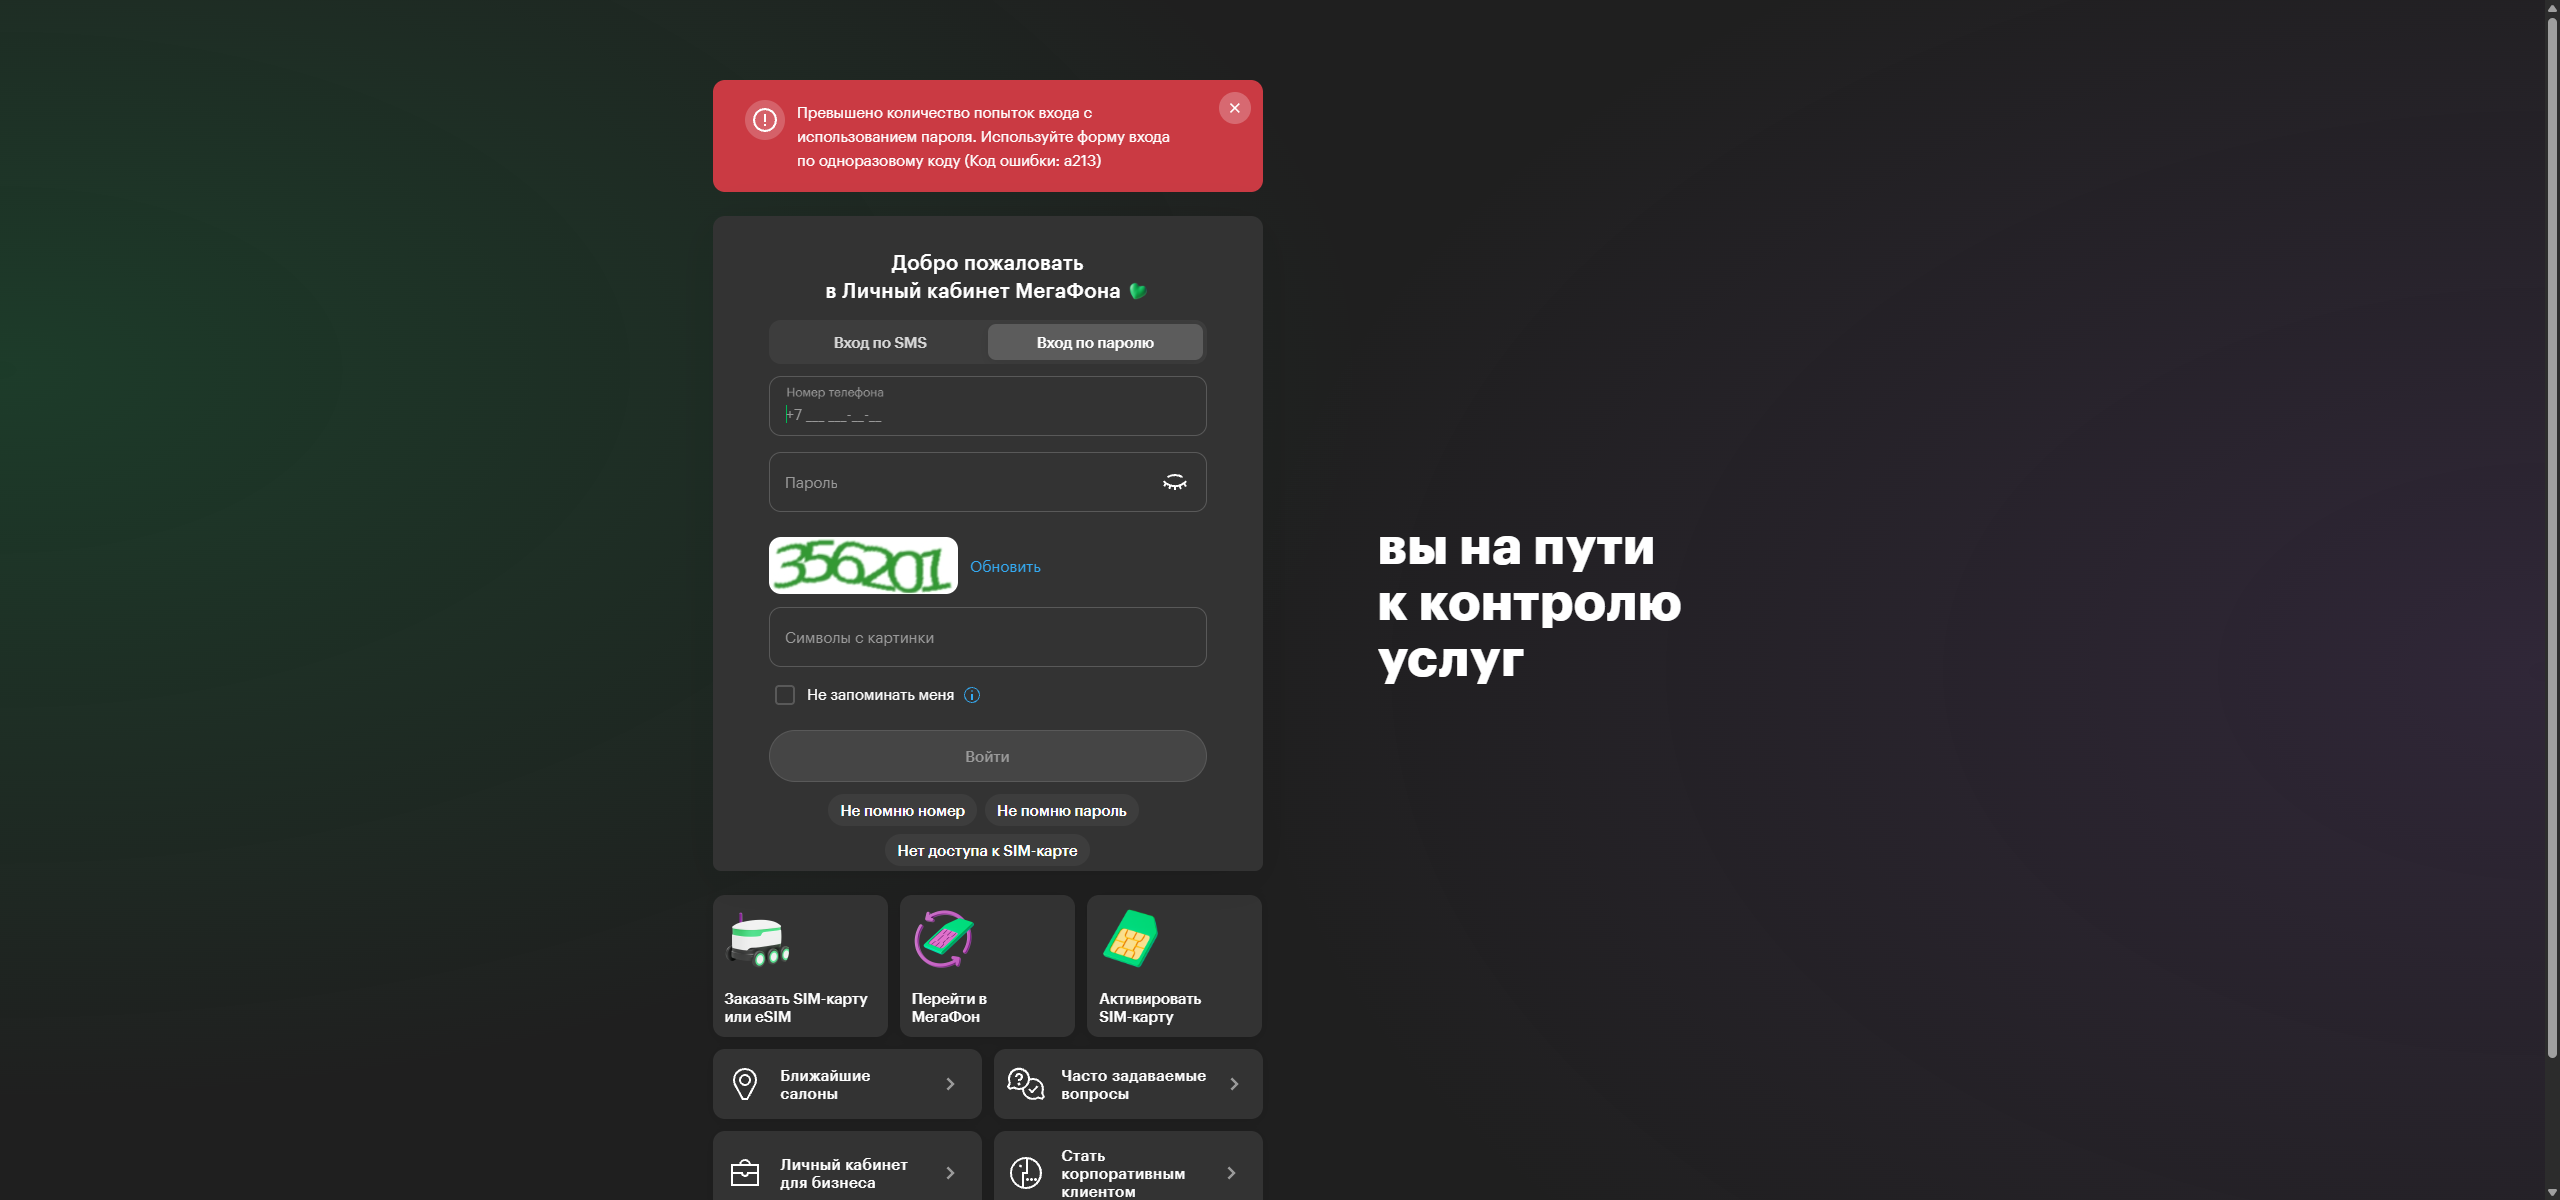 Превышено количество попыток входа с
использованием пароля. Используйте форму входа
по одноразовому коду (Код ошибки: a213)
Добро пожаловать
в Личный кабинет МегаФона
Вход по SMS
Вход по паролю
Номер телефона
+7 ___ ___-__-__
Пароль
356201
Обновить
Символы с картинки
Не запоминать меня
Войти
Не помню номер
Не помню пароль
Нет доступа к SIM-карте
вы на пути
к контролю
услуг
Заказать SIM-карту
или eSIM
Перейти в
МегаФон
Активировать
SIM-карту
Ближайшие
салоны
Часто задаваемые
вопросы
Личный кабинет
для бизнеса
Стать
корпоративным
клиентом